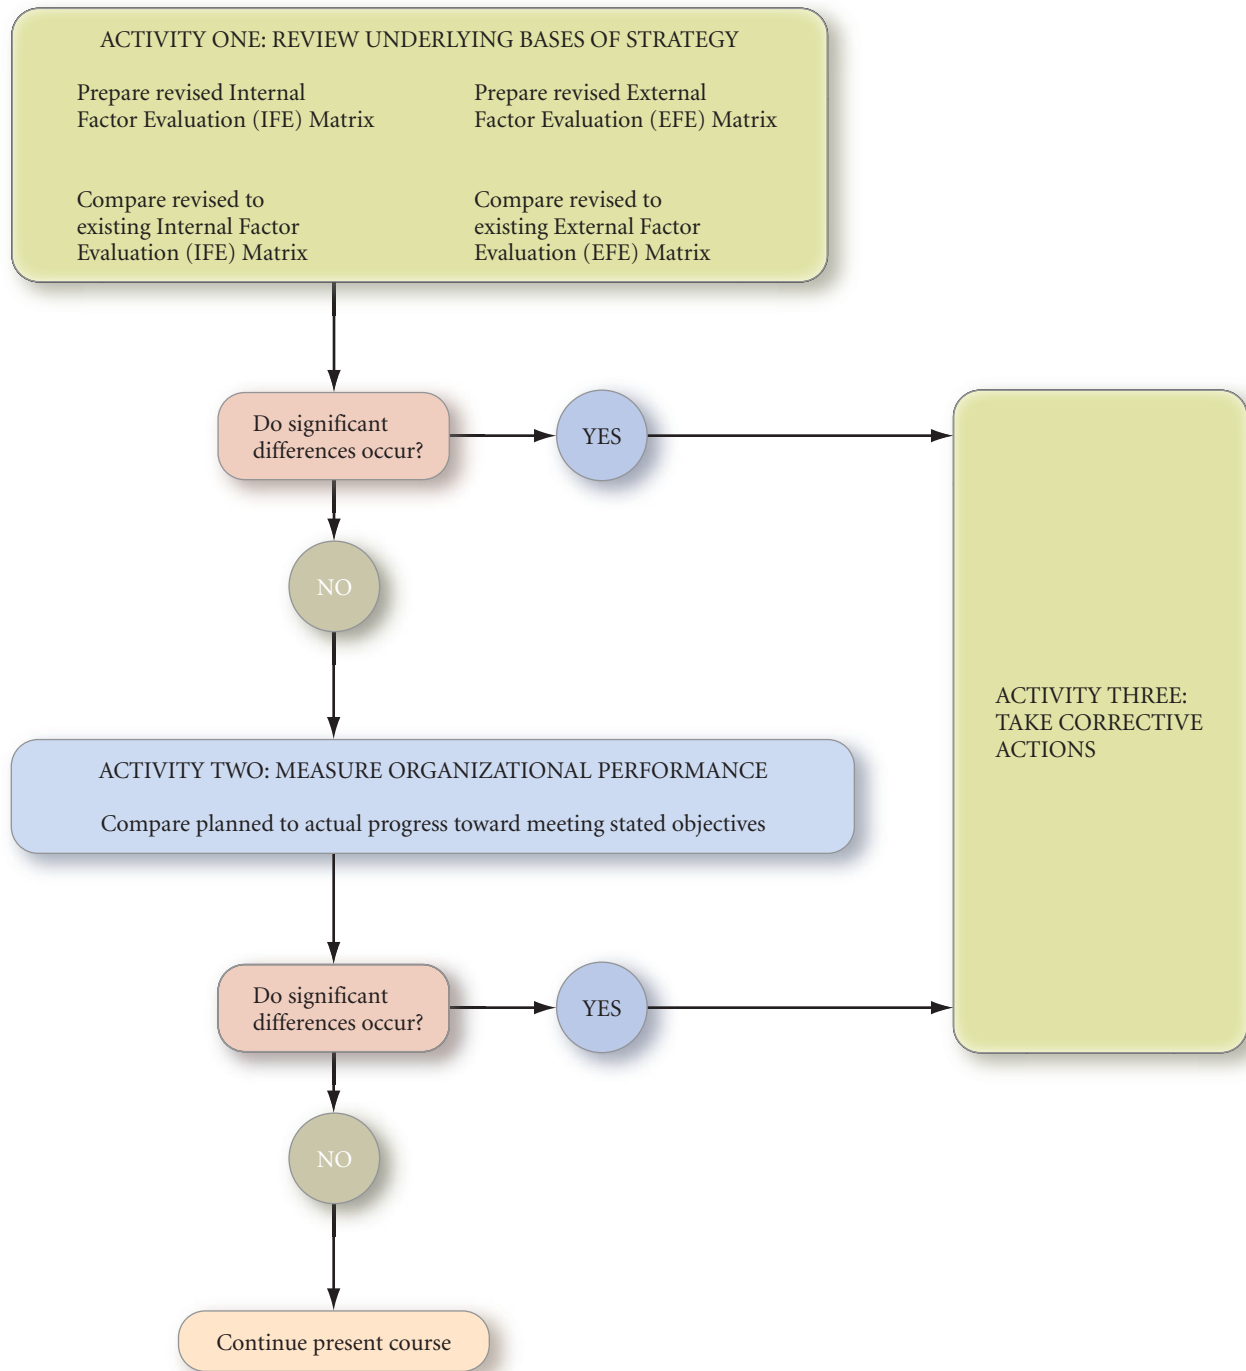 ACTIVITY ONE: REVIEW UNDERLYING BASES OF STRATEGY
Prepare revised Internal
Factor Evaluation (IFE) Matrix
Prepare revised External
Factor Evaluation (EFE) Matrix
Compare revised to
existing Internal Factor
Evaluation (IFE) Matrix
Compare revised to
existing External Factor
Evaluation (EFE) Matrix
Do significant
differences occur?
YES
NO
ACTIVITY THREE:
TAKE CORRECTIVE
ACTIONS
ACTIVITY TWO: MEASURE ORGANIZATIONAL PERFORMANCE
Compare planned to actual progress toward meeting stated objectives
Do significant
differences occur?
YES
NO
Continue present course